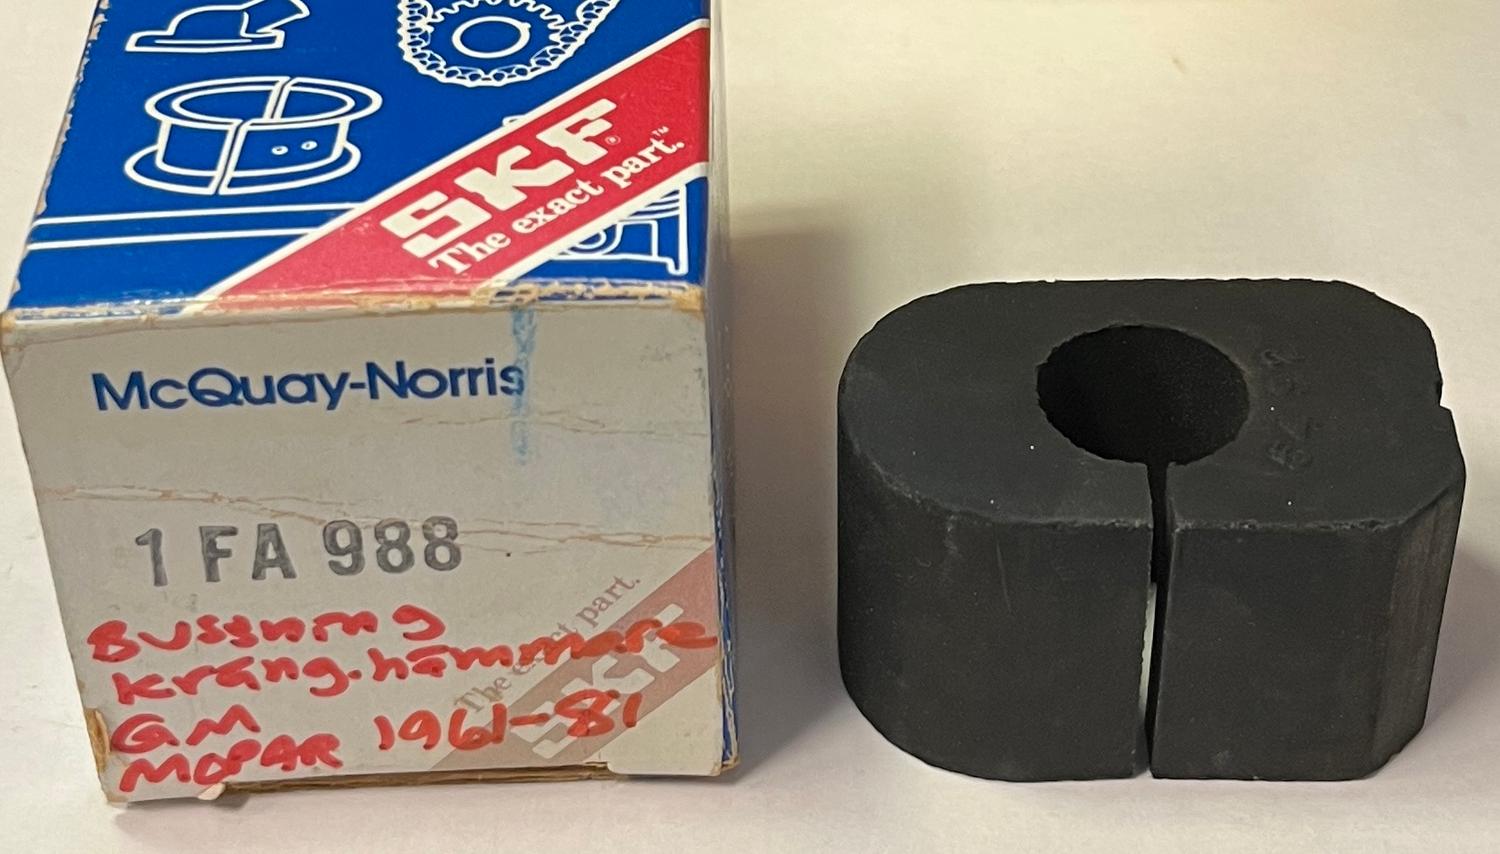 SKF®
The exact part.™
McQuay-Norris
1 FA 988
The exact part.
SKF
Bussning
kräng.hämmare
GM
MOPAR 1961-81